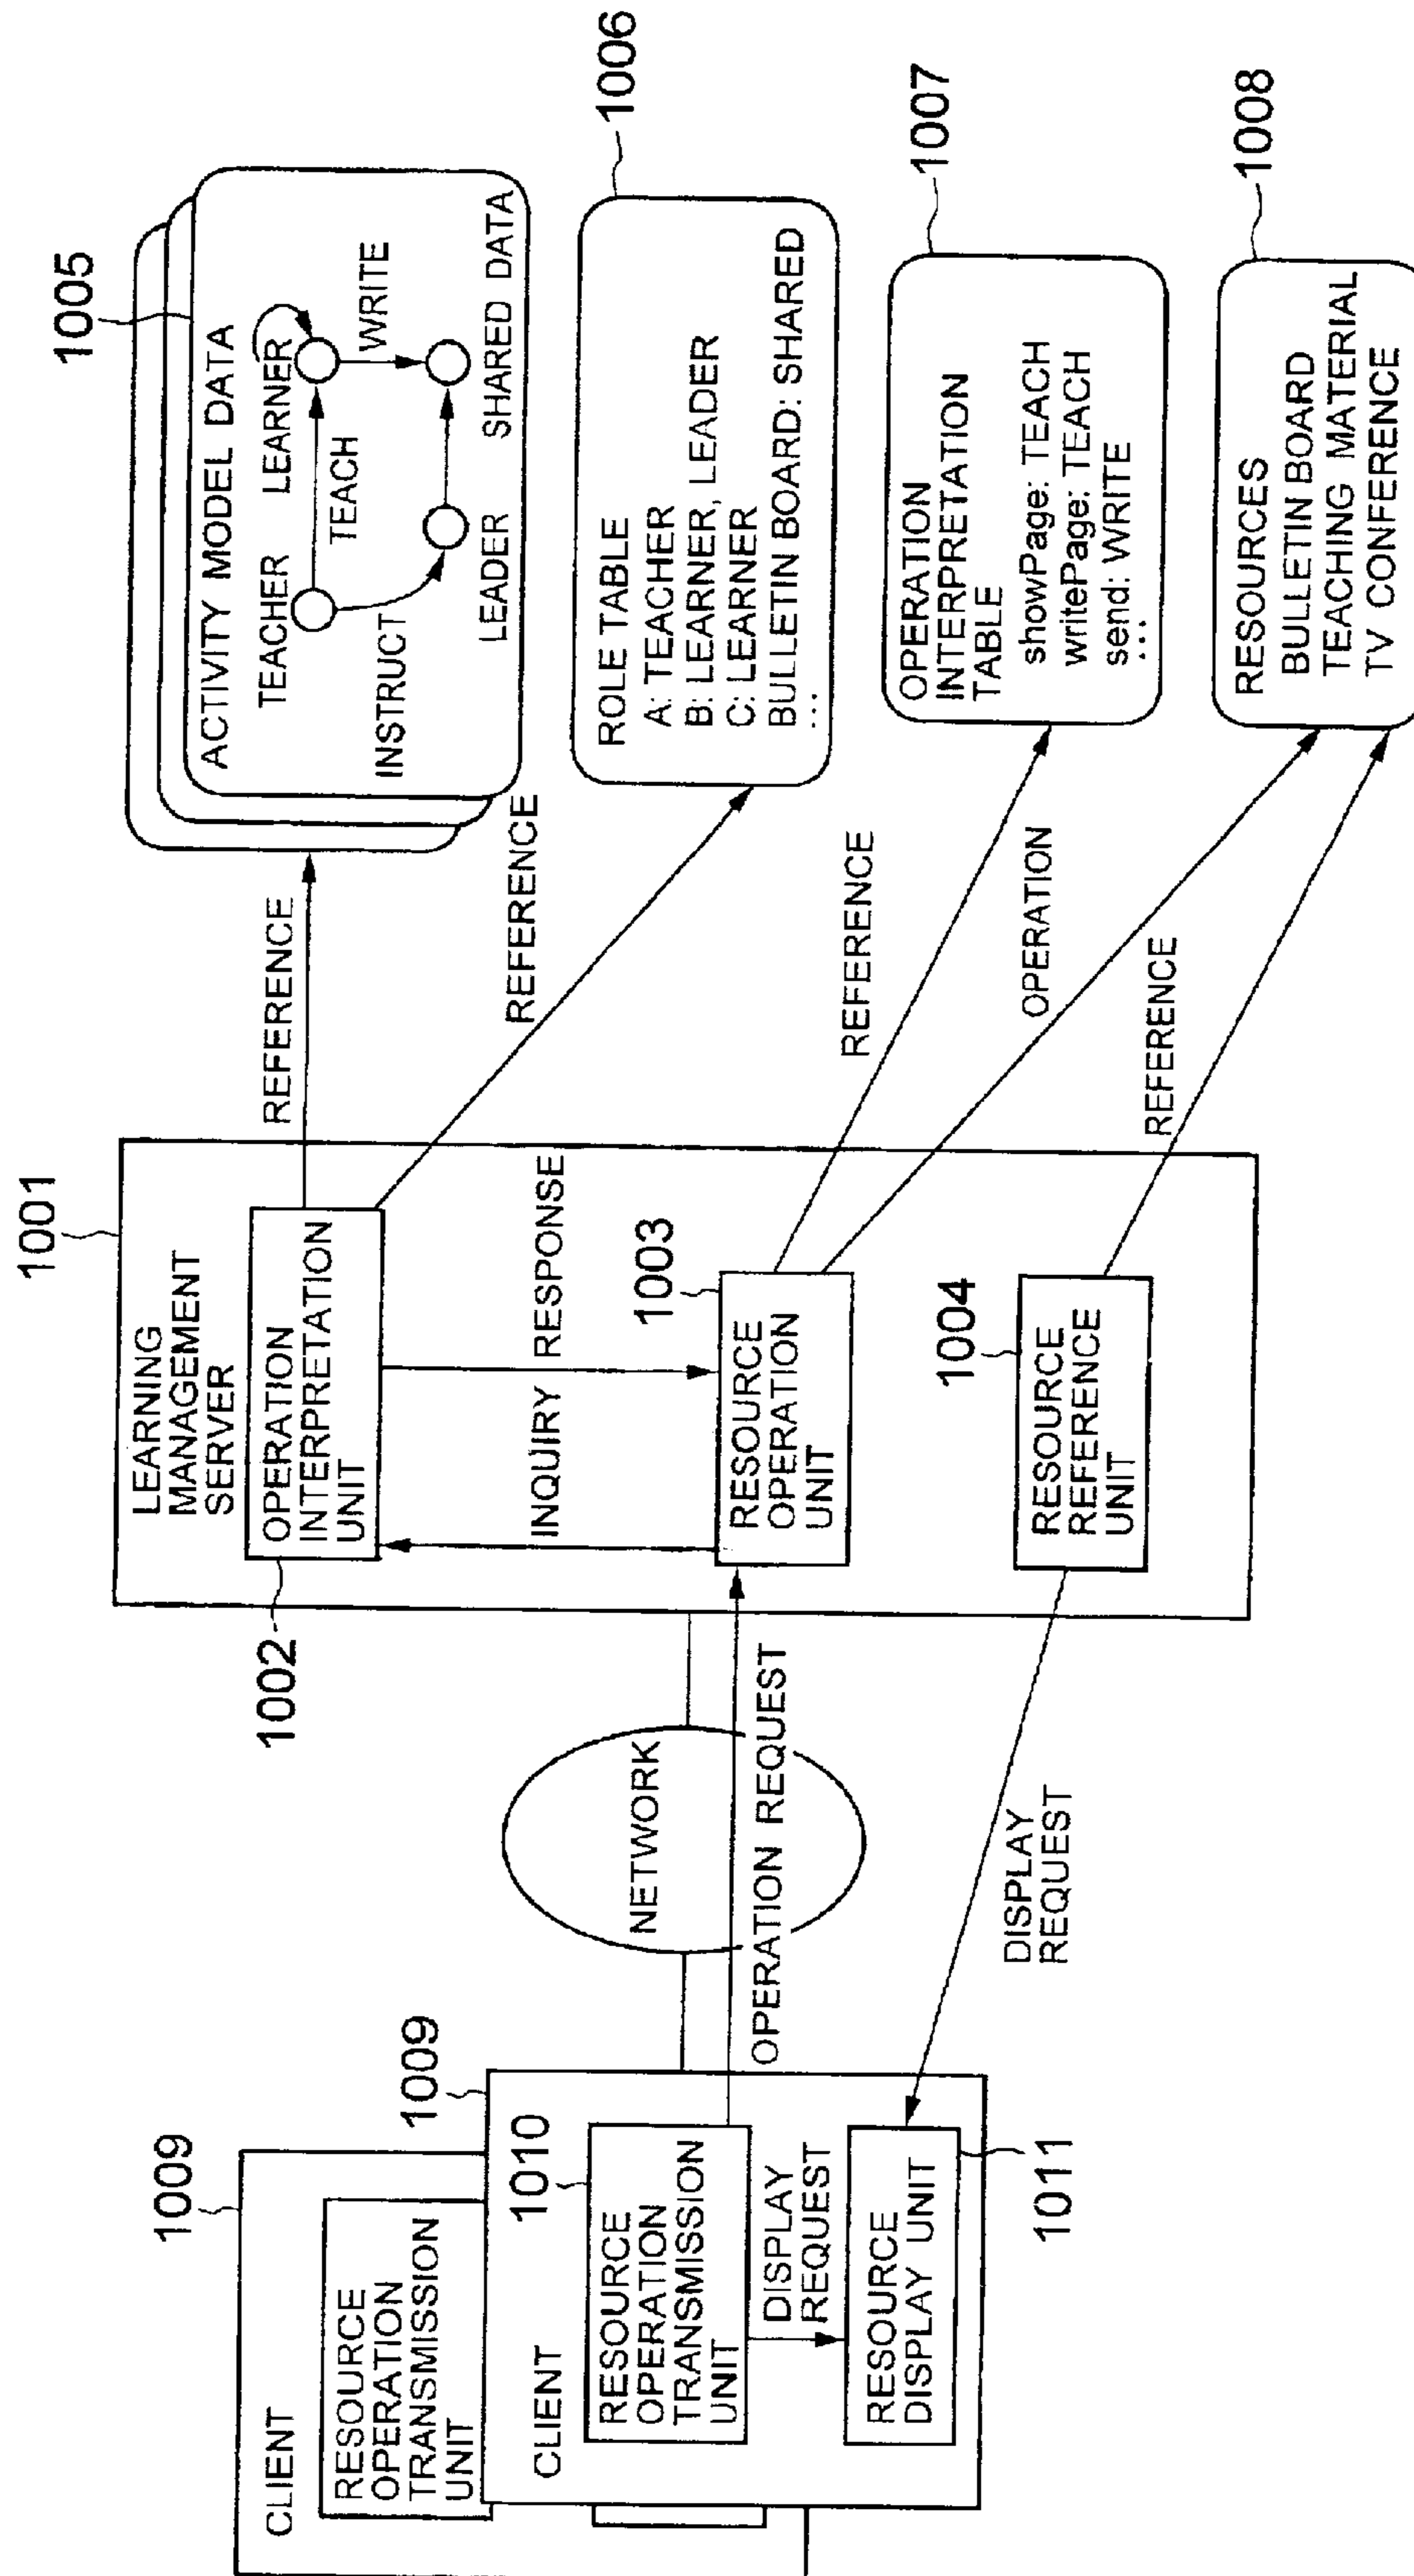 1009
CLIENT
RESOURCE
OPERATION
TRANSMISSION
UNIT
1009
CLIENT
1010
RESOURCE
OPERATION
TRANSMISSION
UNIT
DISPLAY
REQUEST
RESOURCE
DISPLAY UNIT
1011
NETWORK
OPERATION REQUEST
DISPLAY
REQUEST
1001
LEARNING
MANAGEMENT
SERVER
1002
OPERATION
INTERPRETATION
UNIT
INQUIRY
RESPONSE
1003
RESOURCE
OPERATION
UNIT
1004
RESOURCE
REFERENCE
UNIT
REFERENCE
REFERENCE
REFERENCE
OPERATION
REFERENCE
1005
ACTIVITY MODEL DATA
TEACHER
LEARNER
TEACH
WRITE
INSTRUCT
LEADER
SHARED DATA
1006
ROLE TABLE
A: TEACHER
B: LEARNER, LEADER
C: LEARNER
BULLETIN BOARD: SHARED
...
1007
OPERATION
INTERPRETATION
TABLE
showPage: TEACH
writePage: TEACH
send: WRITE
...
1008
RESOURCES
BULLETIN BOARD
TEACHING MATERIAL
TV CONFERENCE